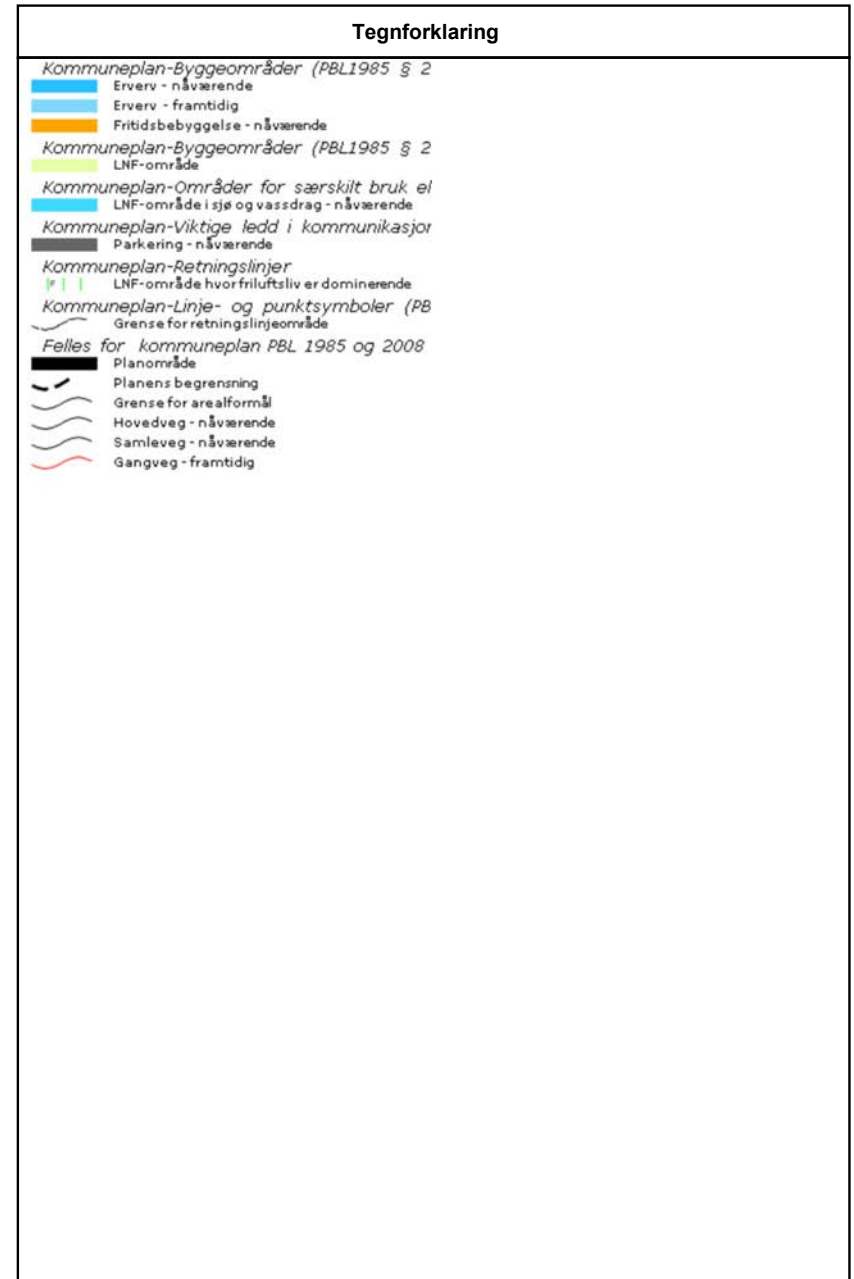 Tegnforklaring
Kommuneplan-Byggeområder (PBL1985 § 2
Erverv - nåværende
Erverv - framtidig
Fritidsbebyggelse - nåværende
Kommuneplan-Byggeområder (PBL1985 § 2
LNF-område
Kommuneplan-Områder for særskilt bruk el
LNF-område i sjø og vassdrag - nåværende
Kommuneplan-Viktige ledd i kommunikasjor
Parkering - nåværende
Kommuneplan-Retningslinjer
LNF-område hvor friluftsliv er dominerende
Kommuneplan-Linje- og punktsymboler (PB
Grense for retningslinjeområde
Felles for kommuneplan PBL 1985 og 2008
Planområde
Planens begrensning
Grense for arealformål
Hovedveg - nåværende
Samleveg - nåværende
Gangveg - framtidig